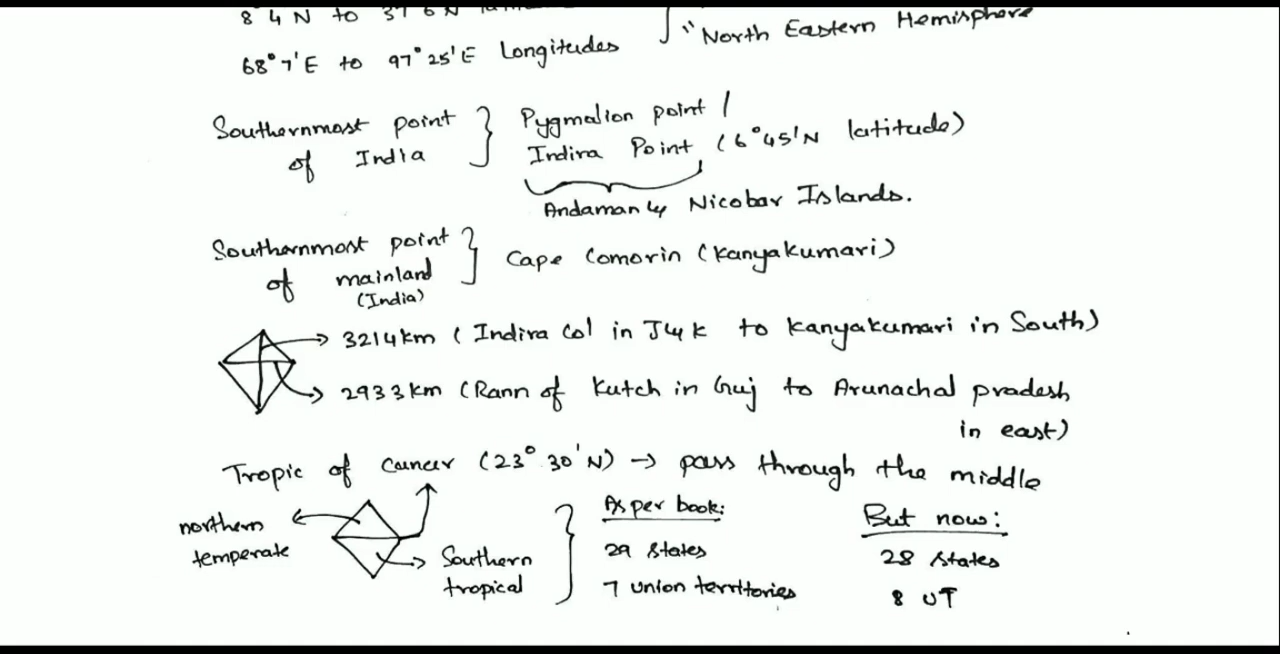 8°4'N to 37°6'N
68°7'E to 97°25'E Longitudes } "North Eastern Hemisphere
Southernmost point of India } Pygmalion point /
Indira Point (6°45'N latitude)
Andaman & Nicobar Islands.
Southernmost point of mainland (India) } Cape Comorin (Kanyakumari)
→ 3214km (Indira Col in J&K to Kanyakumari in South)
→ 2933km (Rann of Kutch in Guj to Arunachal pradesh
in east)
Tropic of Cancer (23°30'N) → pass through the middle
northern temperate
Southern tropical
As per book:
29 states
7 union territories
But now:
28 states
8 UT